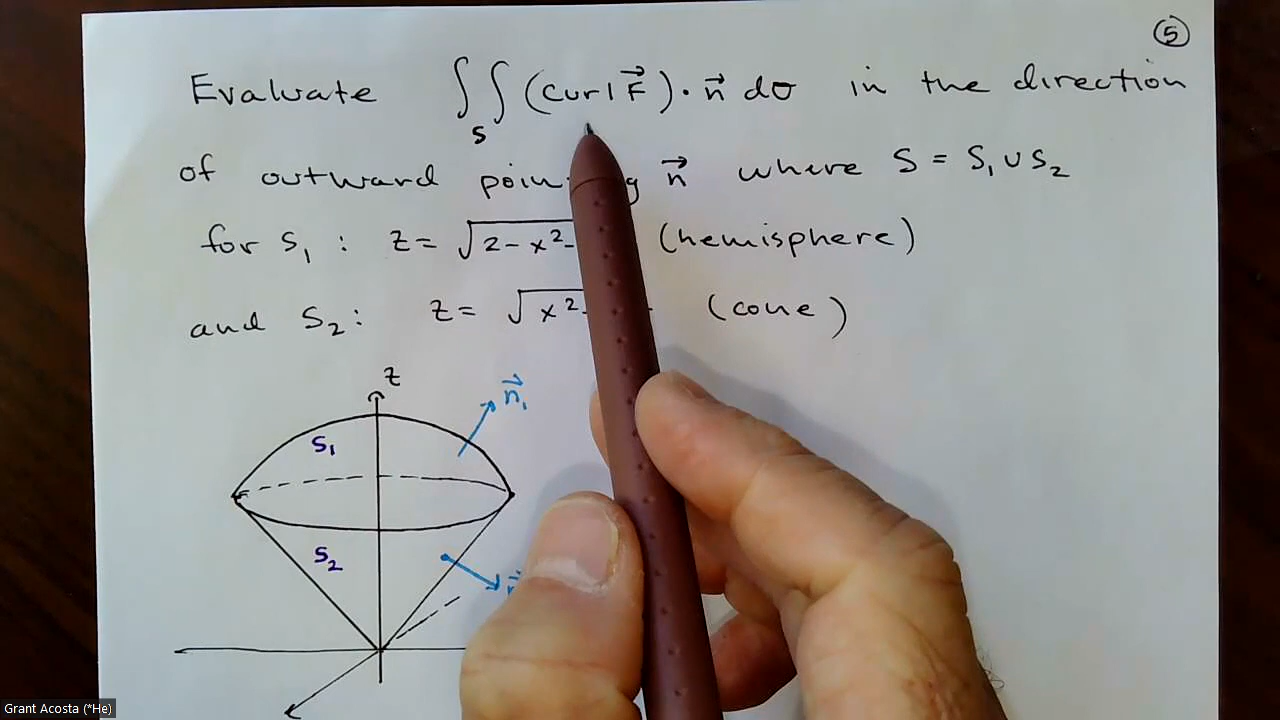 ⑤
Evaluate ∫∫_S (curl F⃗) · n⃗ dσ in the direction
of outward n⃗ where S = S₁ ∪ S₂
for S₁ : z = √2 - x² - (hemisphere)
and S₂ : z = √x² (cone)
z
n⃗₁
S₁
S₂
Grant Acosta (*He)